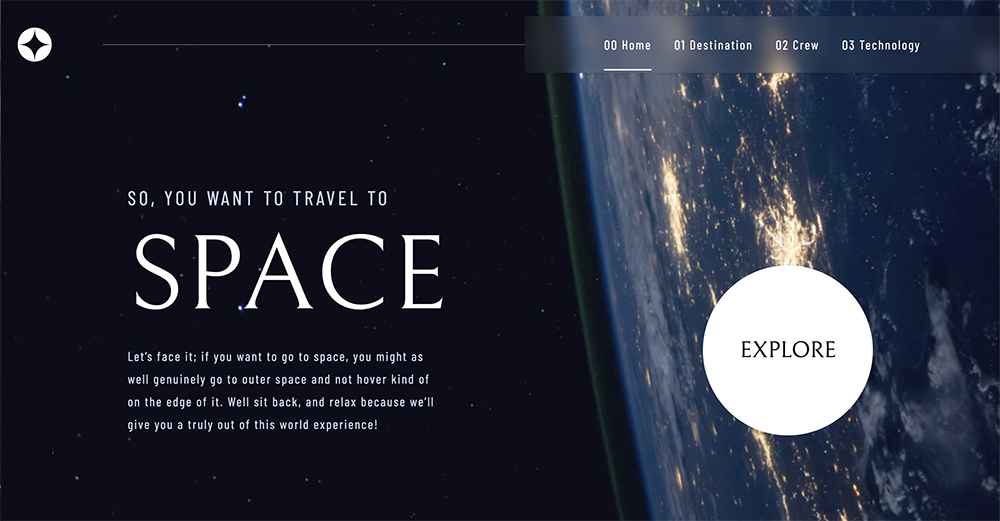 00 Home 01 Destination 02 Crew 03 Technology
SO, YOU WANT TO TRAVEL TO
SPACE
Let’s face it; if you want to go to space, you might as
well genuinely go to outer space and not hover kind of
on the edge of it. Well sit back, and relax because we’ll
give you a truly out of this world experience!
EXPLORE